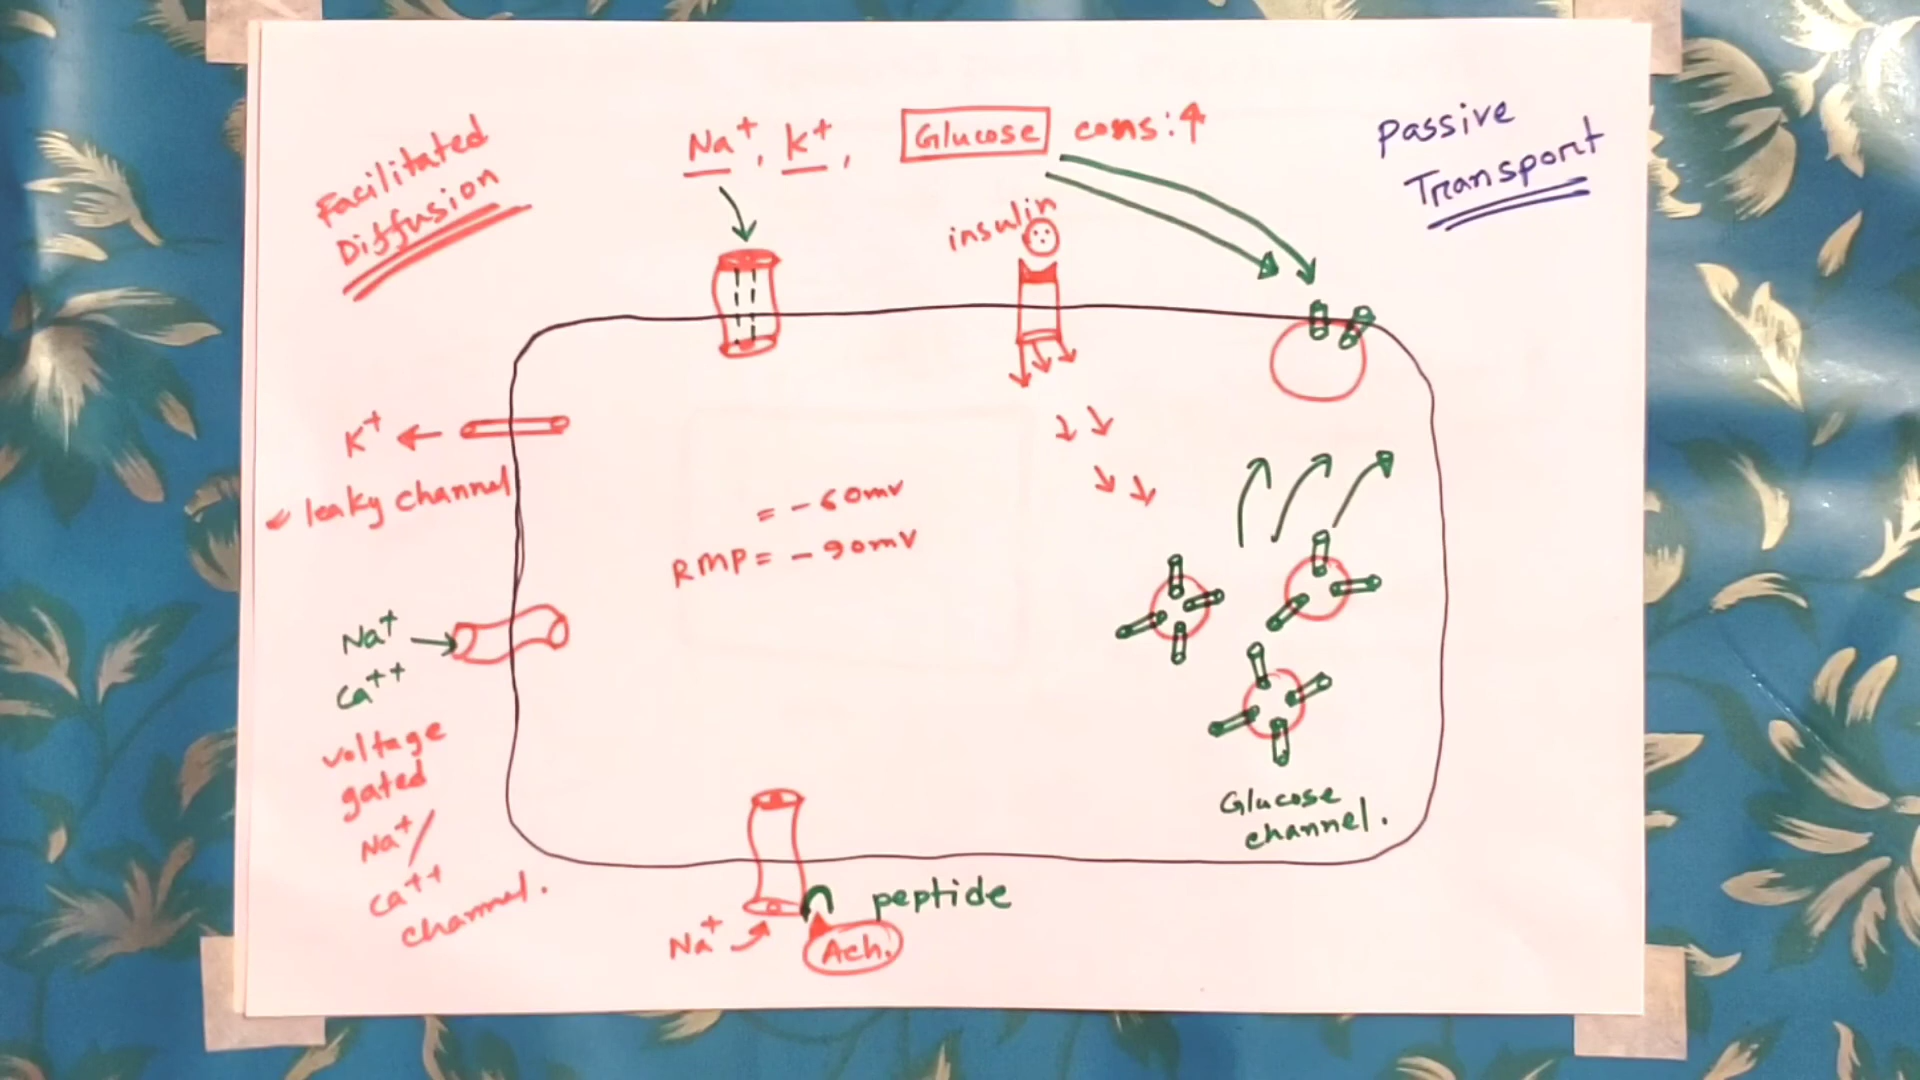 Facilitated
Diffusion
Na+, K+, Glucose cons:↑
Passive
Transport
insulin
K+ ←
leaky channel
= -60mv
RMP = -90mv
Na+ →
Ca++
voltage
gated
Na+/
Ca++
channel.
Glucose
channel.
peptide
Na+
Ach.